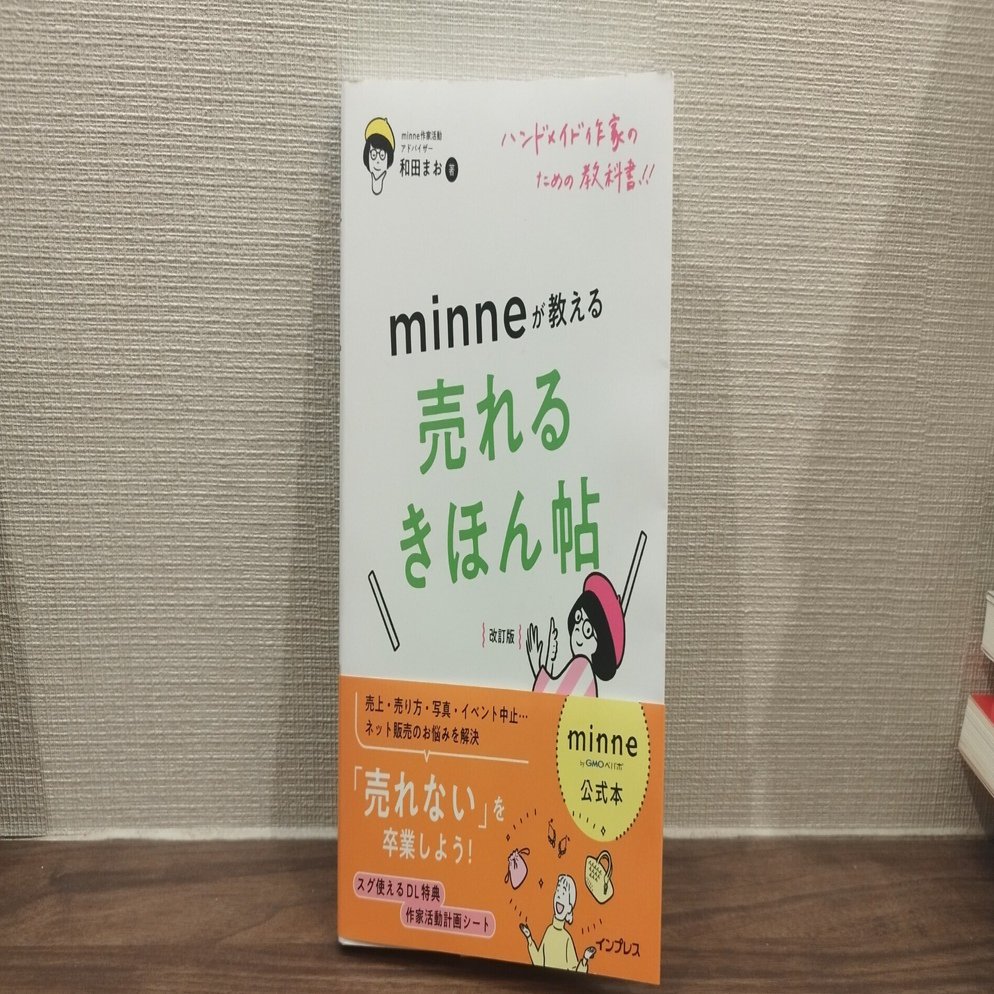 minne作家活動
アドバイザー
和田まお 著
ハンドメイド作家の
ための教科書!!
minneが教える
売れる
きほん帖
改訂版
売上・売り方・写真・イベント中止…
ネット販売のお悩みを解決
「売れない」を
卒業しよう!
スグ使えるDL特典
作家活動計画シート
minne
by GMOペパボ
公式本
インプレス